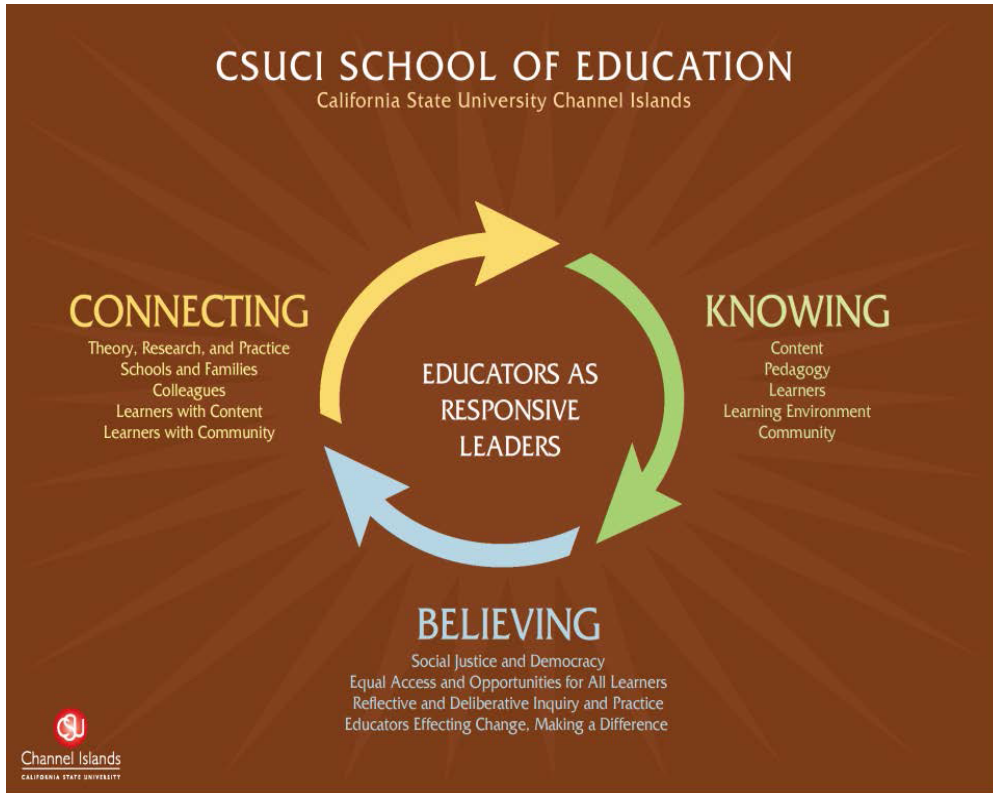 CSUCI SCHOOL OF EDUCATION
California State University Channel Islands
CONNECTING
Theory, Research, and Practice
Schools and Families
Colleagues
Learners with Content
Learners with Community
EDUCATORS AS
RESPONSIVE
LEADERS
KNOWING
Content
Pedagogy
Learners
Learning Environment
Community
BELIEVING
Social Justice and Democracy
Equal Access and Opportunities for All Learners
Reflective and Deliberative Inquiry and Practice
Educators Effecting Change, Making a Difference
CSU
Channel Islands
CALIFORNIA STATE UNIVERSITY